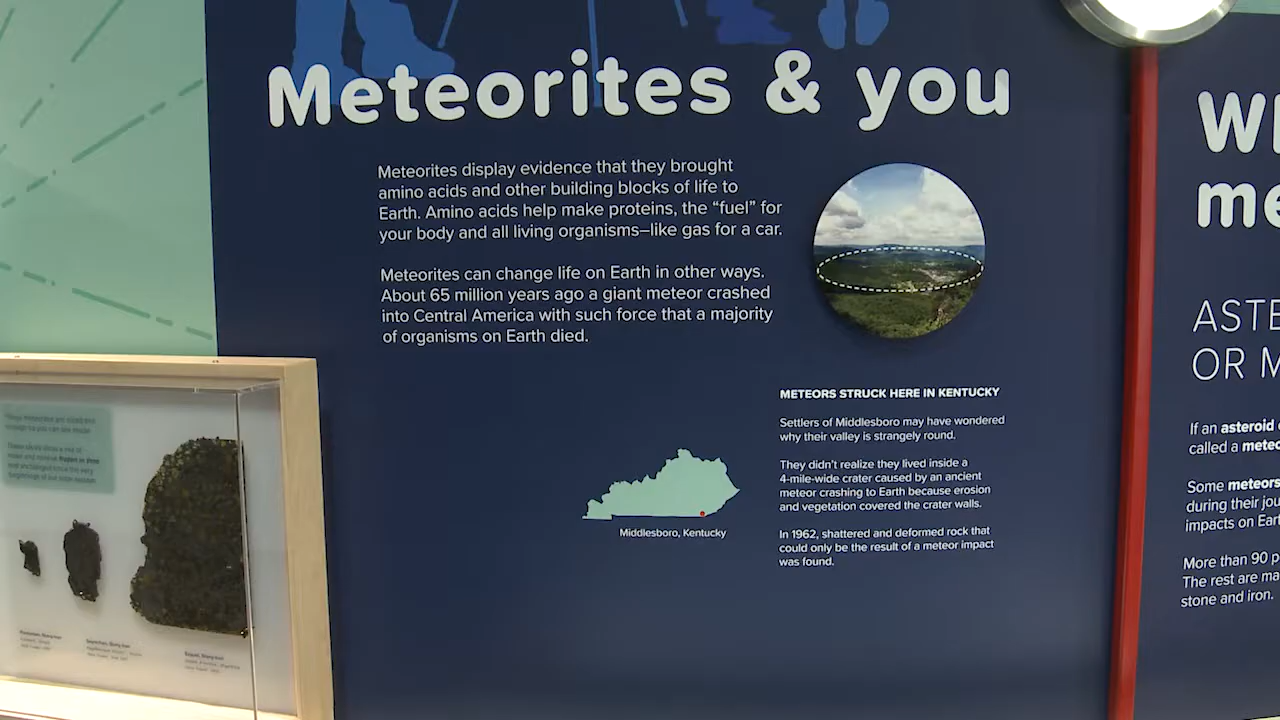 Meteorites & you
Meteorites display evidence that they brought
amino acids and other building blocks of life to
Earth. Amino acids help make proteins, the “fuel” for
your body and all living organisms–like gas for a car.
Meteorites can change life on Earth in other ways.
About 65 million years ago a giant meteor crashed
into Central America with such force that a majority
of organisms on Earth died.
METEORS STRUCK HERE IN KENTUCKY
Settlers of Middlesboro may have wondered
why their valley is strangely round.
They didn’t realize they lived inside a
4-mile-wide crater caused by an ancient
meteor crashing to Earth because erosion
and vegetation covered the crater walls.
In 1962, shattered and deformed rock that
could only be the result of a meteor impact
was found.
Middlesboro, Kentucky
ASTE
OR M
If an asteroid
called a meteo
Some meteors
during their jou
impacts on Ear
More than 90 p
The rest are ma
stone and iron.